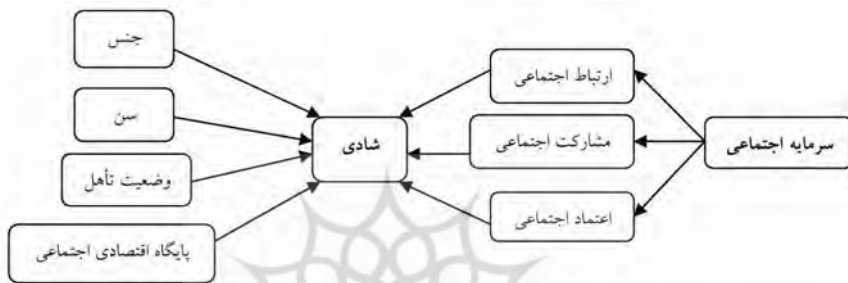 جنس
ارتباط اجتماعی
سن
شادی
مشارکت اجتماعی
سرمایه اجتماعی
وضعیت تأهل
اعتماد اجتماعی
پایگاه اقتصادی اجتماعی